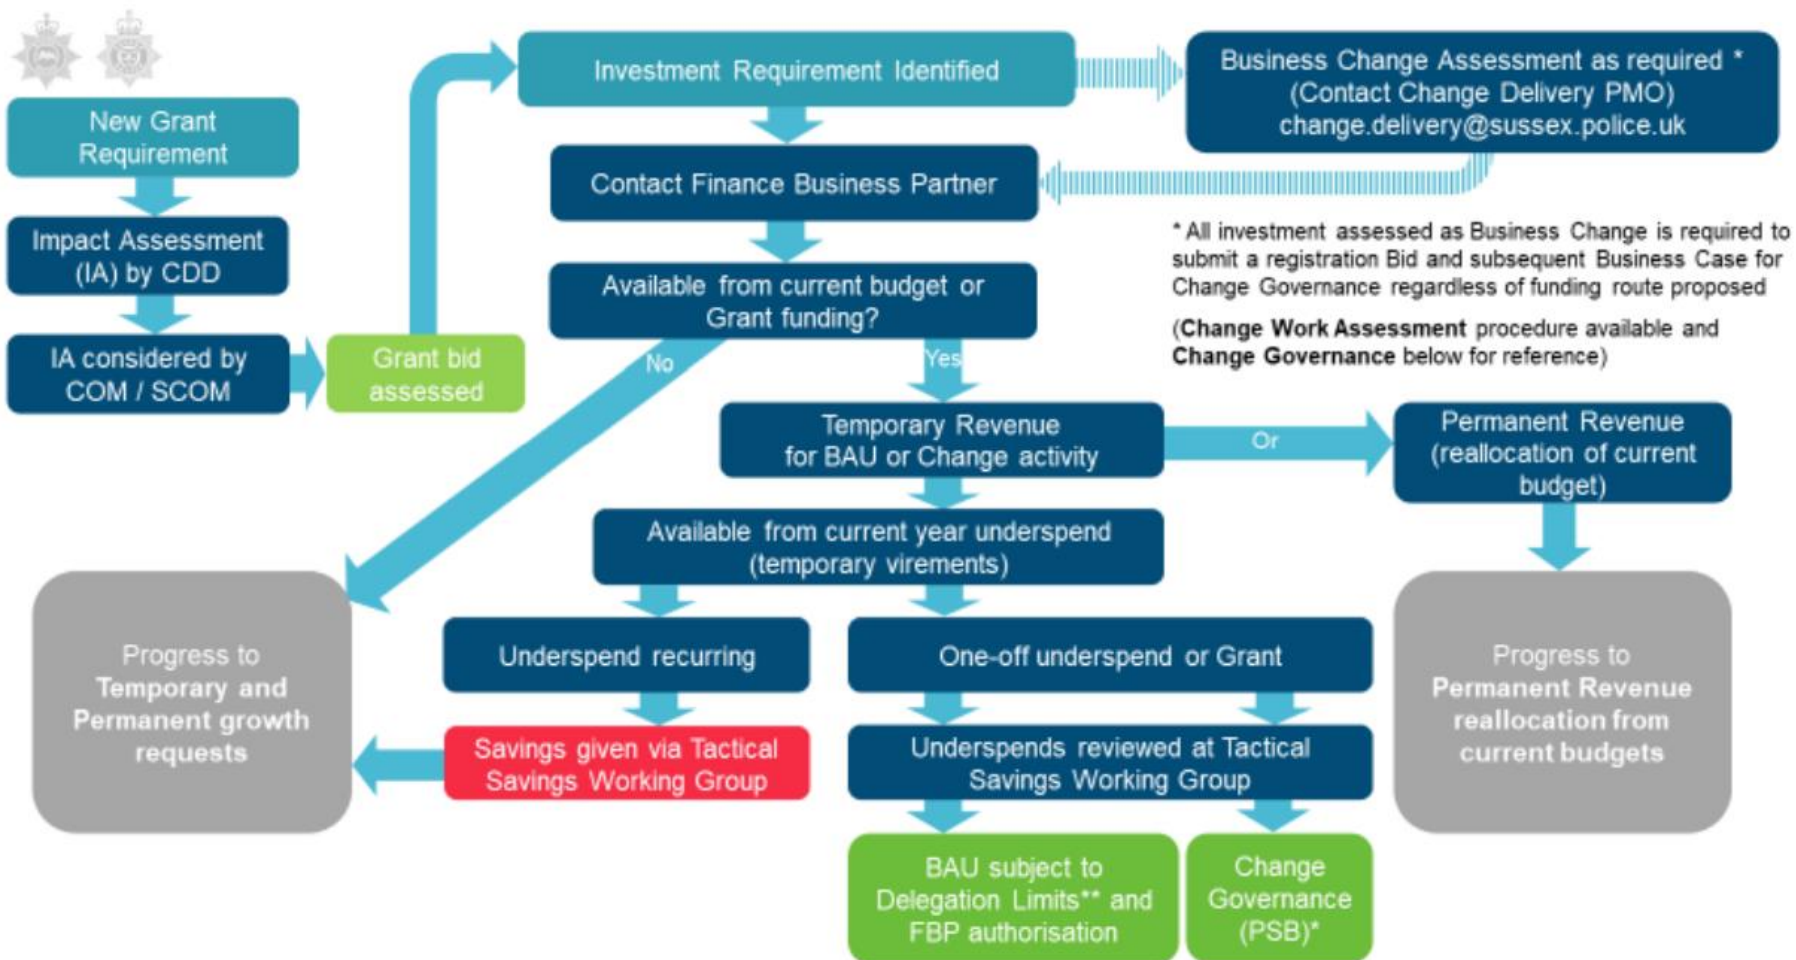 New Grant
Requirement
Impact Assessment
(IA) by CDD
IA considered by
COM / SCOM
Grant bid
assessed
Investment Requirement Identified
Business Change Assessment as required *
(Contact Change Delivery PMO)
change.delivery@sussex.police.uk
Contact Finance Business Partner
* All investment assessed as Business Change is required to
submit a registration Bid and subsequent Business Case for
Change Governance regardless of funding route proposed
(Change Work Assessment procedure available and
Change Governance below for reference)
Available from current budget or
Grant funding?
No
Yes
Temporary Revenue
for BAU or Change activity
Or
Permanent Revenue
(reallocation of current
budget)
Available from current year underspend
(temporary virements)
Underspend recurring
One-off underspend or Grant
Progress to
Temporary and
Permanent growth
requests
Savings given via Tactical
Savings Working Group
Underspends reviewed at Tactical
Savings Working Group
Progress to
Permanent Revenue
reallocation from
current budgets
BAU subject to
Delegation Limits** and
FBP authorisation
Change
Governance
(PSB)*